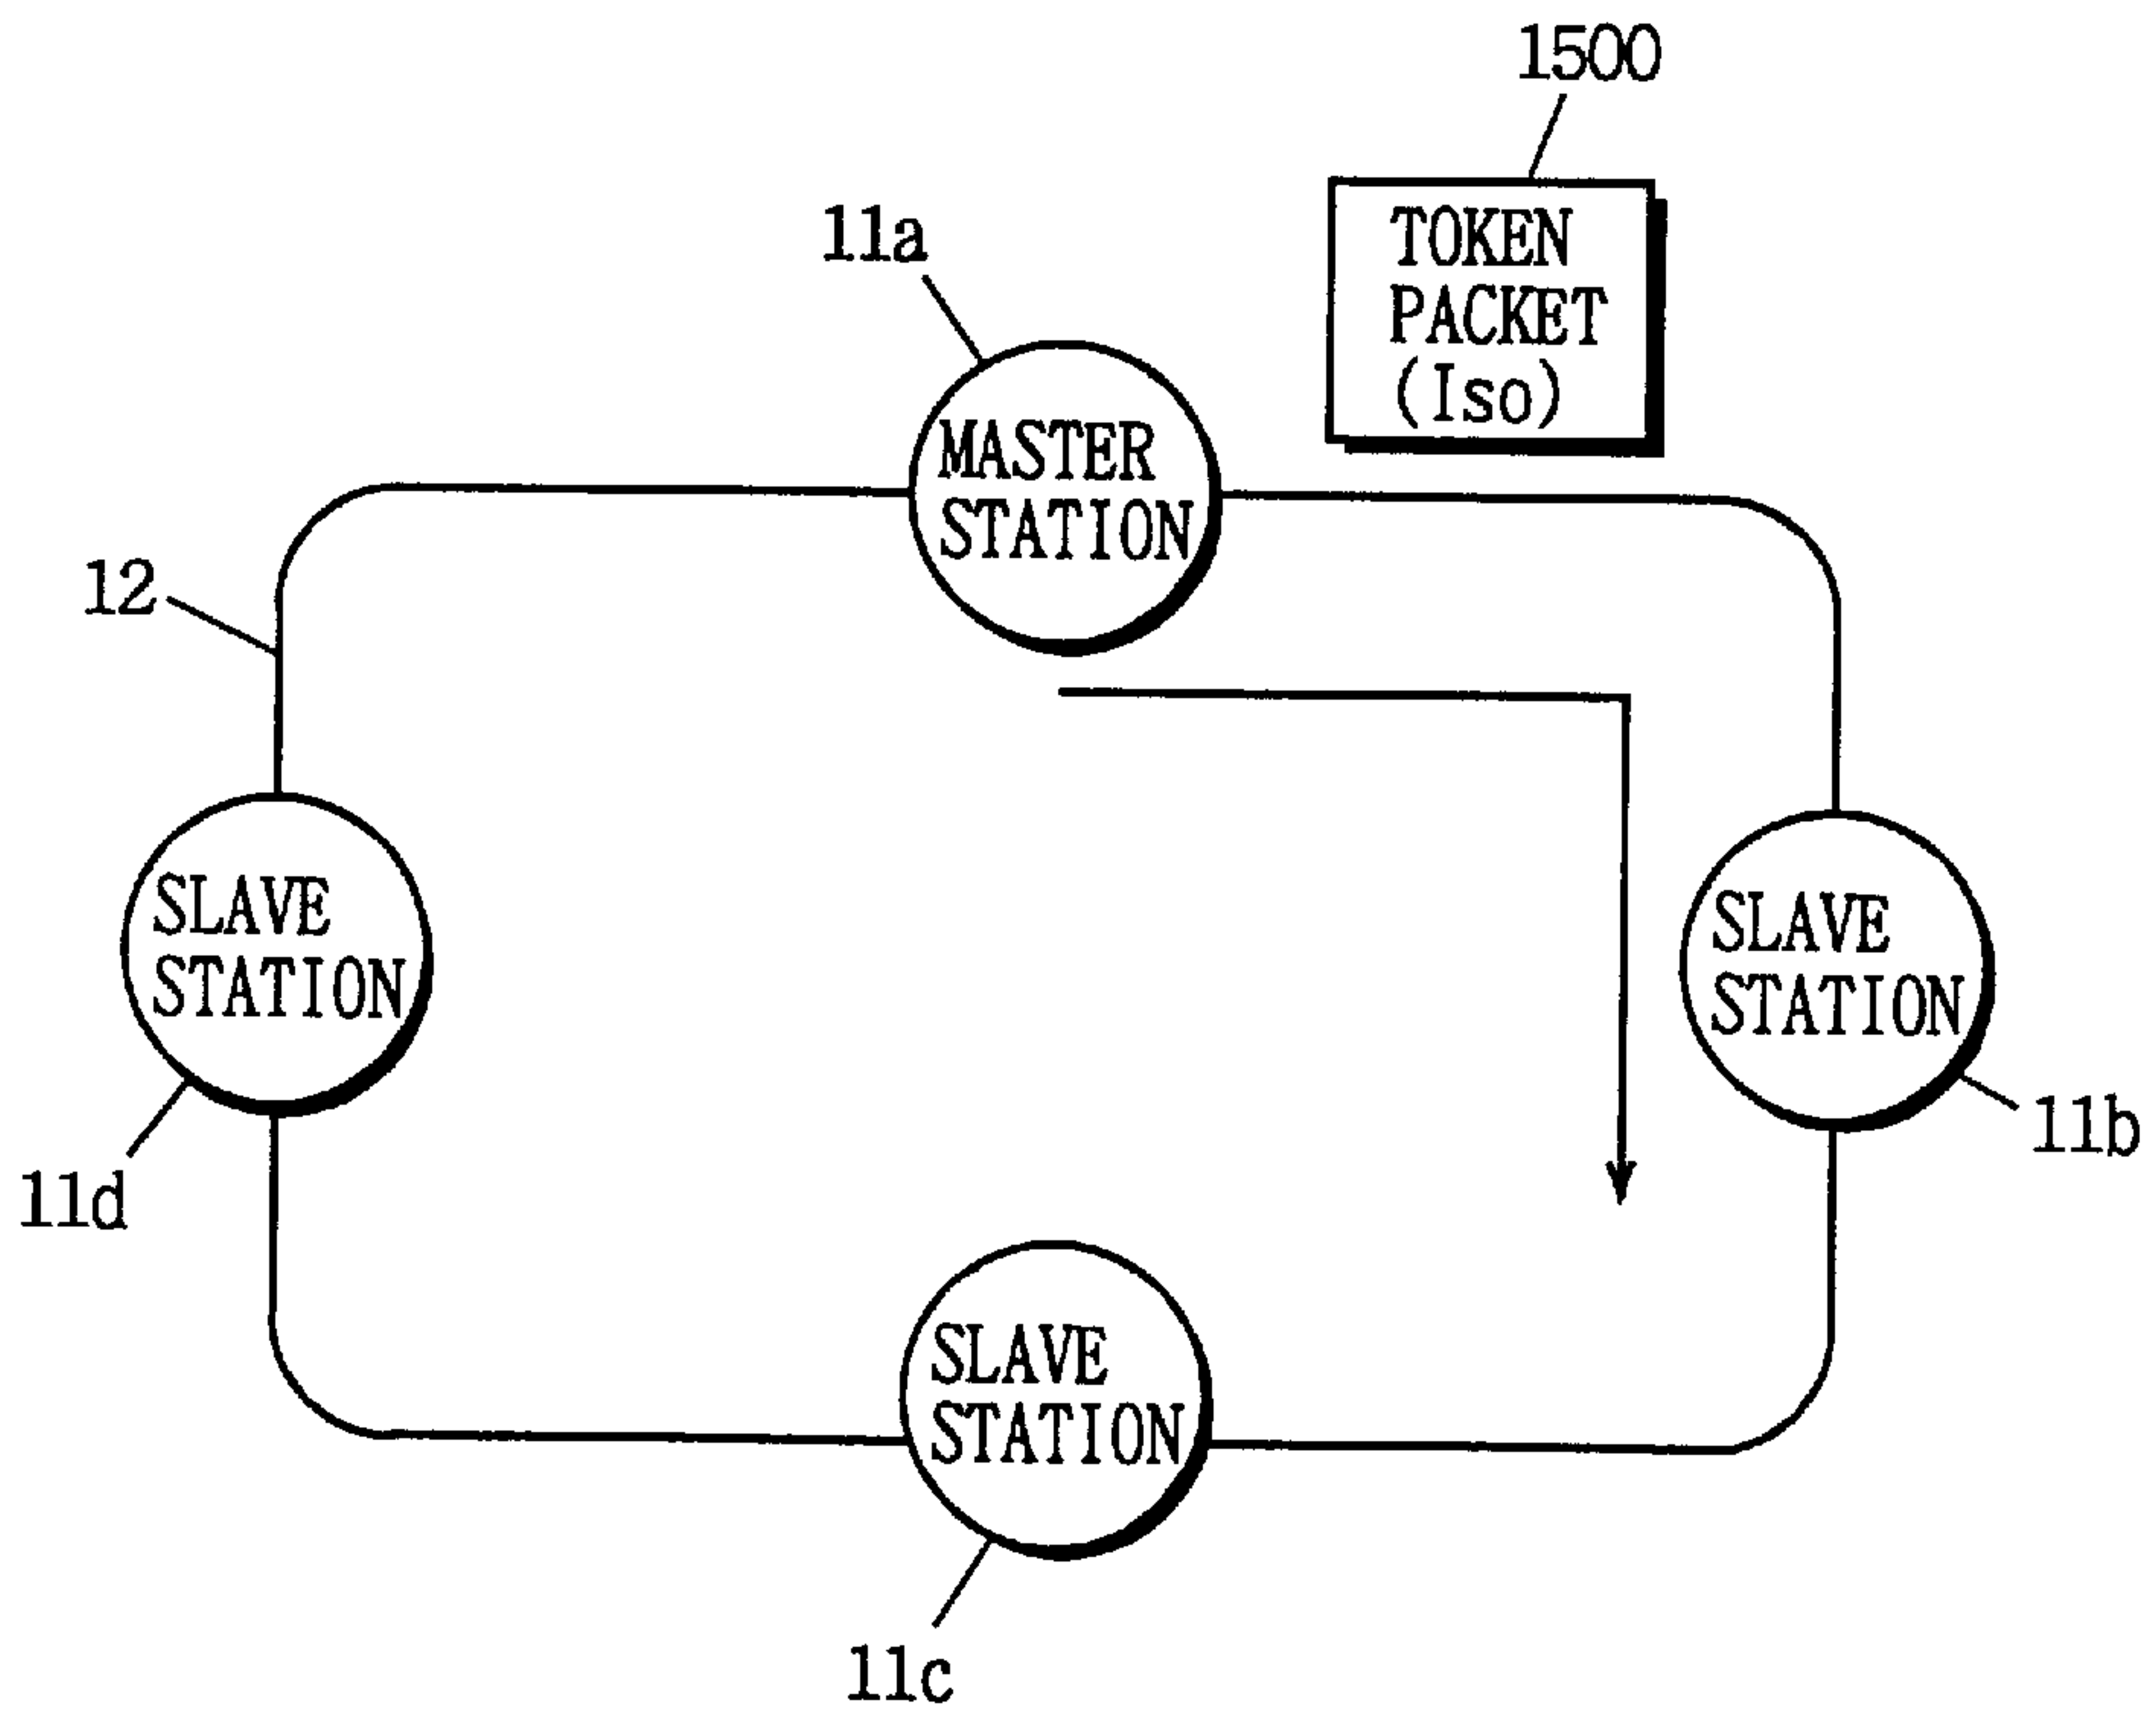 1500
TOKEN
PACKET
(Iso)
11a
MASTER
STATION
12
SLAVE
STATION
SLAVE
STATION
11b
11d
SLAVE
STATION
11c